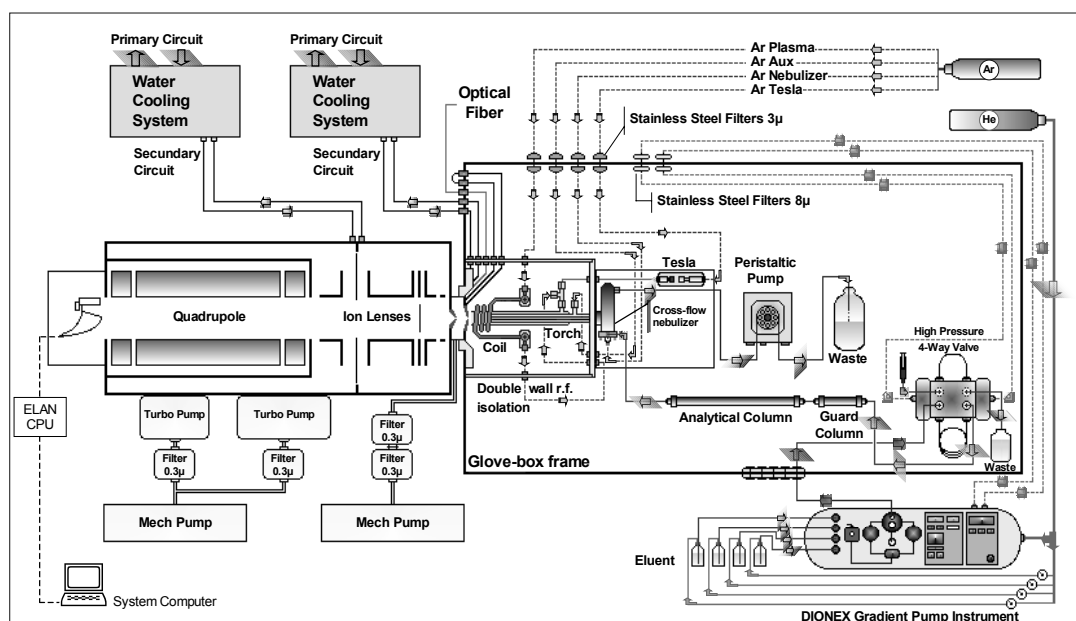 Primary Circuit
Primary Circuit
Water
Cooling
System
Water
Cooling
System
Secundary
Circuit
Secundary
Circuit
Optical
Fiber
Ar Plasma
Ar Aux
Ar Nebulizer
Ar Tesla
Ar
He
Stainless Steel Filters 3µ
Stainless Steel Filters 8µ
Quadrupole
Ion Lenses
Coil
Torch
Tesla
Cross-flow
nebulizer
Peristaltic
Pump
Waste
High Pressure
4-Way Valve
Double wall r.f.
isolation
Analytical Column
Guard
Column
Waste
Glove-box frame
ELAN
CPU
Turbo Pump
Turbo Pump
Filter
0.3µ
Filter
0.3µ
Filter
0.3µ
Filter
0.3µ
Mech Pump
Mech Pump
System Computer
Eluent
DIONEX Gradient Pump Instrument